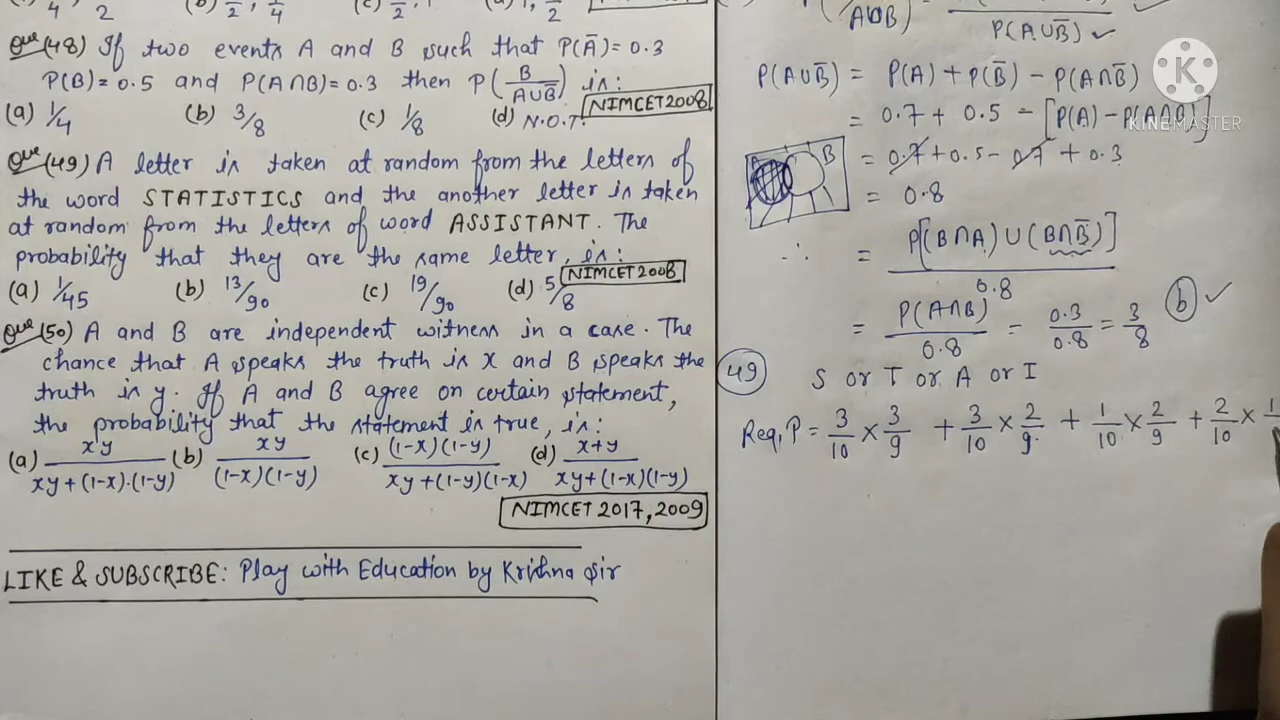 4 2 (b) 2, 4 (c) 2, 1 (d) 1, 2
Que (48) If two events A and B such that P(Ā) = 0.3
P(B) = 0.5 and P(A∩B) = 0.3 then P(B/A∪B̄) is:
NIMCET 2008
(a) 1/4 (b) 3/8 (c) 1/8 (d) N.O.T.
Que (49) A letter is taken at random from the letters of
the word STATISTICS and the another letter is taken
at random from the letters of word ASSISTANT. The
probability that they are the same letter, is:
NIMCET 2008
(a) 1/45 (b) 13/90 (c) 19/90 (d) 5/8
Que (50) A and B are independent witness in a case. The
chance that A speaks the truth is x and B speaks the
truth is y. If A and B agree on certain statement,
the probability that the statement is true, is:
(a) xy/xy+(1-x).(1-y) (b) xy/(1-x)(1-y) (c) (1-x)(1-y)/xy+(1-y)(1-x) (d) x+y/xy+(1-x)(1-y)
NIMCET 2017, 2009
LIKE & SUBSCRIBE: Play with Education by Krishna Sir
A∪B̄) P(A∪B̄) ✓
P(A∪B̄) = P(A) + P(B̄) - P(A∩B̄)
= 0.7 + 0.5 - [P(A) - P(A∩B)]
K
KINEMASTER
A B
= 0.7 + 0.5 - 0.7 + 0.3
= 0.8
∴ = P[(B∩A) ∪ (B∩B̄)]/0.8
= P(A∩B)/0.8 = 0.3/0.8 = 3/8 (b) ✓
(49) S or T or A or I
Req. P = 3/10 × 3/9 + 3/10 × 2/9 + 1/10 × 2/9 + 2/10 × 1